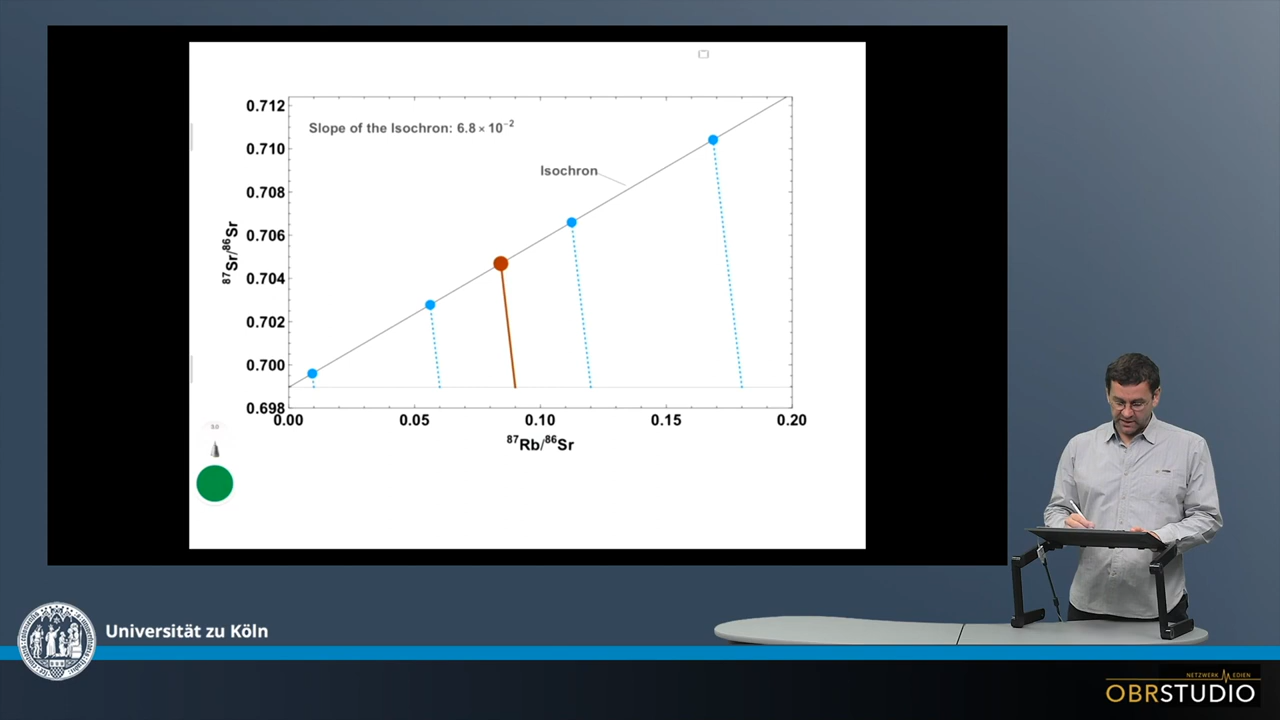 0.712
Slope of the Isochron: 6.8 × 10⁻²
0.710
Isochron
0.708
0.706
⁸⁷Sr/⁸⁶Sr
0.704
0.702
0.700
0.698
0.00 0.05 0.10 0.15 0.20
⁸⁷Rb/⁸⁶Sr
5.0
Universität zu Köln
NETZWERK MEDIEN
OBRSTUDIO